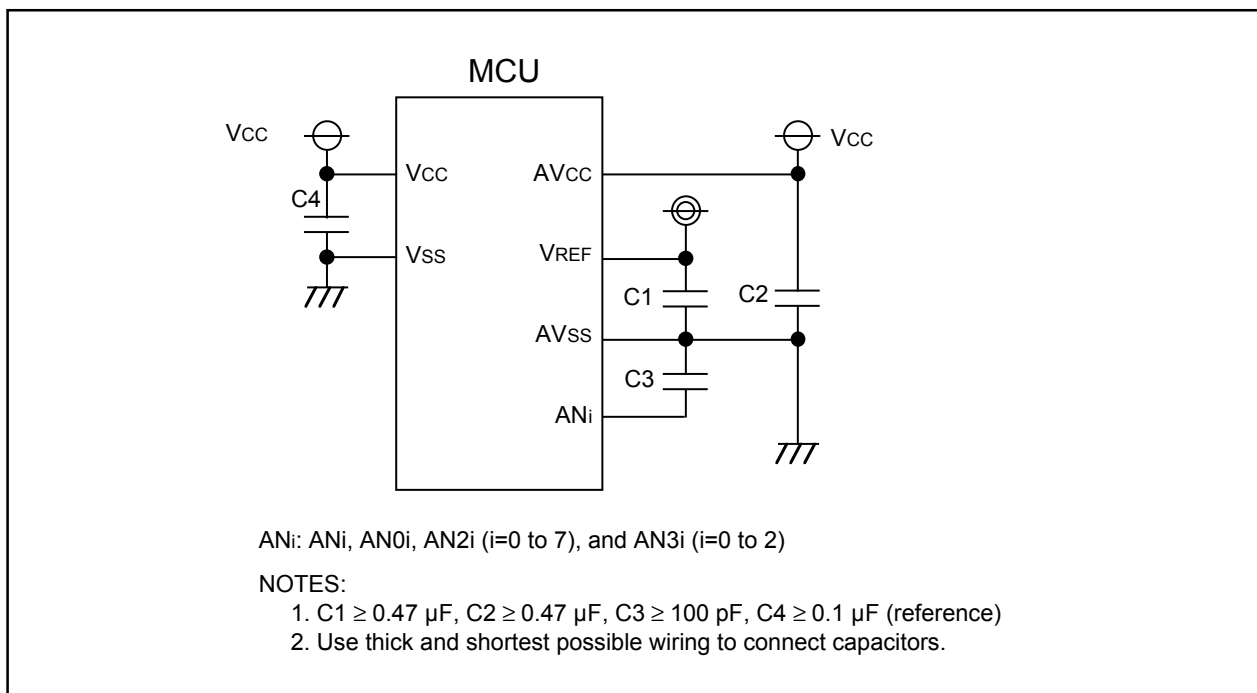 MCU
VCC
VCC
VCC
AVCC
C4
VSS
VREF
C1
C2
AVSS
C3
ANi
ANi: ANi, AN0i, AN2i (i=0 to 7), and AN3i (i=0 to 2)
NOTES:
1. C1 ≥ 0.47 µF, C2 ≥ 0.47 µF, C3 ≥ 100 pF, C4 ≥ 0.1 µF (reference)
2. Use thick and shortest possible wiring to connect capacitors.